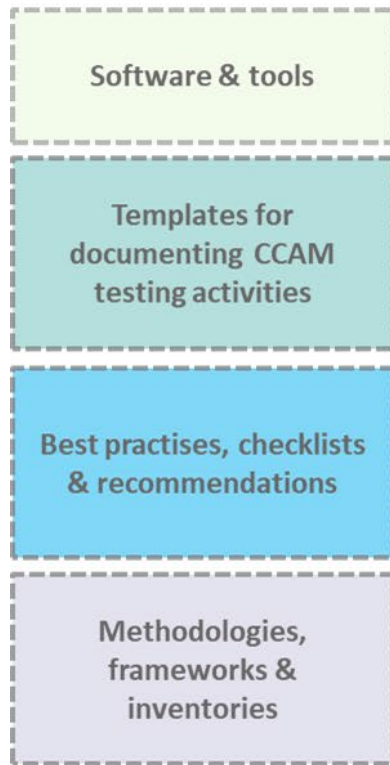 Software & tools
Templates for
documenting CCAM
testing activities
Best practises, checklists
& recommendations
Methodologies,
frameworks &
inventories